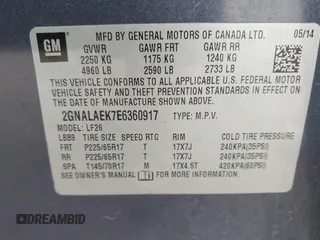 MFD BY GENERAL MOTORS OF CANADA LTD. 05/14
GM
GVWR GAWR FRT GAWR RR
2250 KG 1175 KG 1240 KG
4960 LB 2590 LB 2733 LB
THIS VEHICLE CONFORMS TO ALL APPLICABLE U.S. FEDERAL MOTOR VEHICLE SAFETY, BUMPER, AND THEFT PREVENTION STANDARDS IN EFFECT ON THE DATE OF MANUFACTURE SHOWN ABOVE.
2GNALAEK7E6360917 TYPE: M.P.V.
MODEL: LF26
LBB9 TIRE SIZE SPD RTG RIM COLD TIRE PRESSURE
FRT P225/65R17 T 17X7J 240KPA(35PSI)
RR P225/65R17 T 17X7J 240KPA(35PSI)
SPA T145/70R17 M 17X4.5T 420KPA(60PSI)
SEE OWNER'S MANUAL FOR ADDITIONAL INFORMATION.
DREAMBID